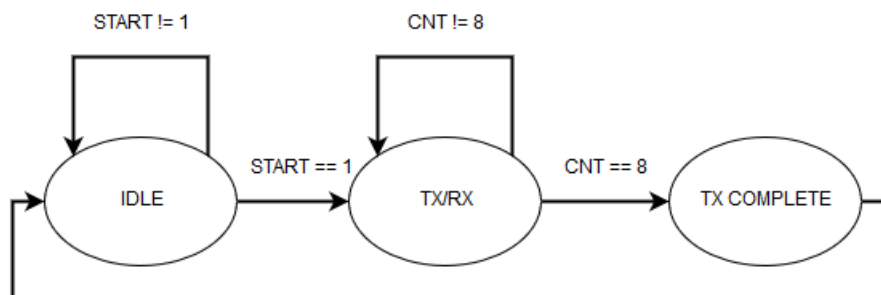 START != 1
CNT != 8
START == 1
CNT == 8
IDLE
TX/RX
TX COMPLETE